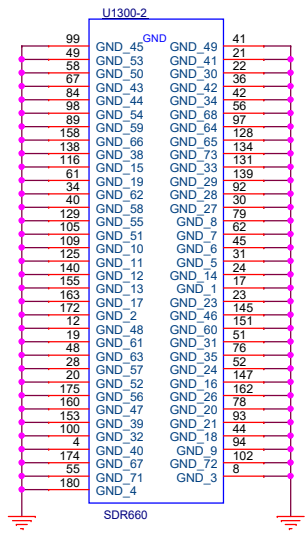 U1300-2
GND
99 GND_45 GND_49 41
49 GND_53 GND_41 21
58 GND_50 GND_30 22
67 GND_43 GND_42 36
84 GND_44 GND_34 42
98 GND_54 GND_68 56
89 GND_59 GND_64 97
158 GND_66 GND_65 128
138 GND_38 GND_73 134
116 GND_15 GND_33 131
61 GND_19 GND_29 139
34 GND_62 GND_28 92
40 GND_58 GND_27 30
129 GND_55 GND_8 79
105 GND_51 GND_7 62
109 GND_10 GND_6 45
125 GND_11 GND_5 31
140 GND_12 GND_14 24
155 GND_13 GND_1 17
163 GND_17 GND_23 23
172 GND_2 GND_46 145
12 GND_48 GND_60 151
19 GND_61 GND_31 51
48 GND_63 GND_35 76
28 GND_57 GND_24 52
20 GND_52 GND_16 147
175 GND_56 GND_26 162
160 GND_47 GND_20 78
153 GND_39 GND_21 93
100 GND_32 GND_18 44
4 GND_40 GND_9 94
174 GND_67 GND_72 102
55 GND_71 GND_3 8
180 GND_4
SDR660